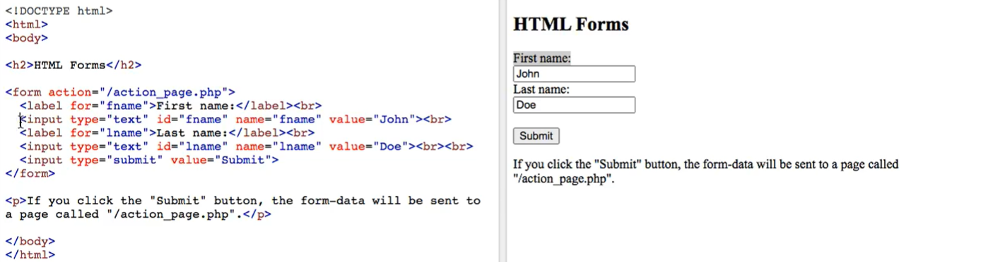 <!DOCTYPE html>
<html>
<body>
<h2>HTML Forms</h2>
<form action="/action_page.php">
<label for="fname">First name:</label><br>
<input type="text" id="fname" name="fname" value="John"><br>
<label for="lname">Last name:</label><br>
<input type="text" id="lname" name="lname" value="Doe"><br><br>
<input type="submit" value="Submit">
</form>
<p>If you click the "Submit" button, the form-data will be sent to
a page called "/action_page.php".</p>
</body>
</html>
HTML Forms
First name:
John
Last name:
Doe
Submit
If you click the "Submit" button, the form-data will be sent to a page called
"/action_page.php".